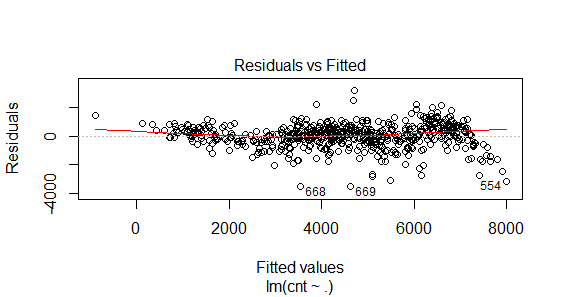 Residuals vs Fitted
Residuals
0
-4000
668
669
554
0 2000 4000 6000 8000
Fitted values
lm(cnt ~ .)